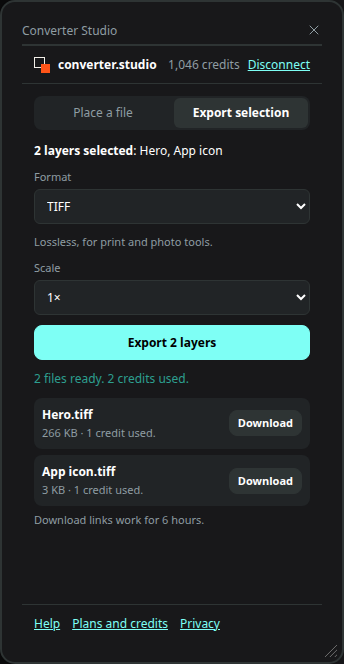 Converter Studio
converter.studio 1,046 credits Disconnect
Place a file Export selection
2 layers selected: Hero, App icon
Format
TIFF
Lossless, for print and photo tools.
Scale
1×
Export 2 layers
2 files ready. 2 credits used.
Hero.tiff
266 KB · 1 credit used.
Download
App icon.tiff
3 KB · 1 credit used.
Download
Download links work for 6 hours.
Help Plans and credits Privacy